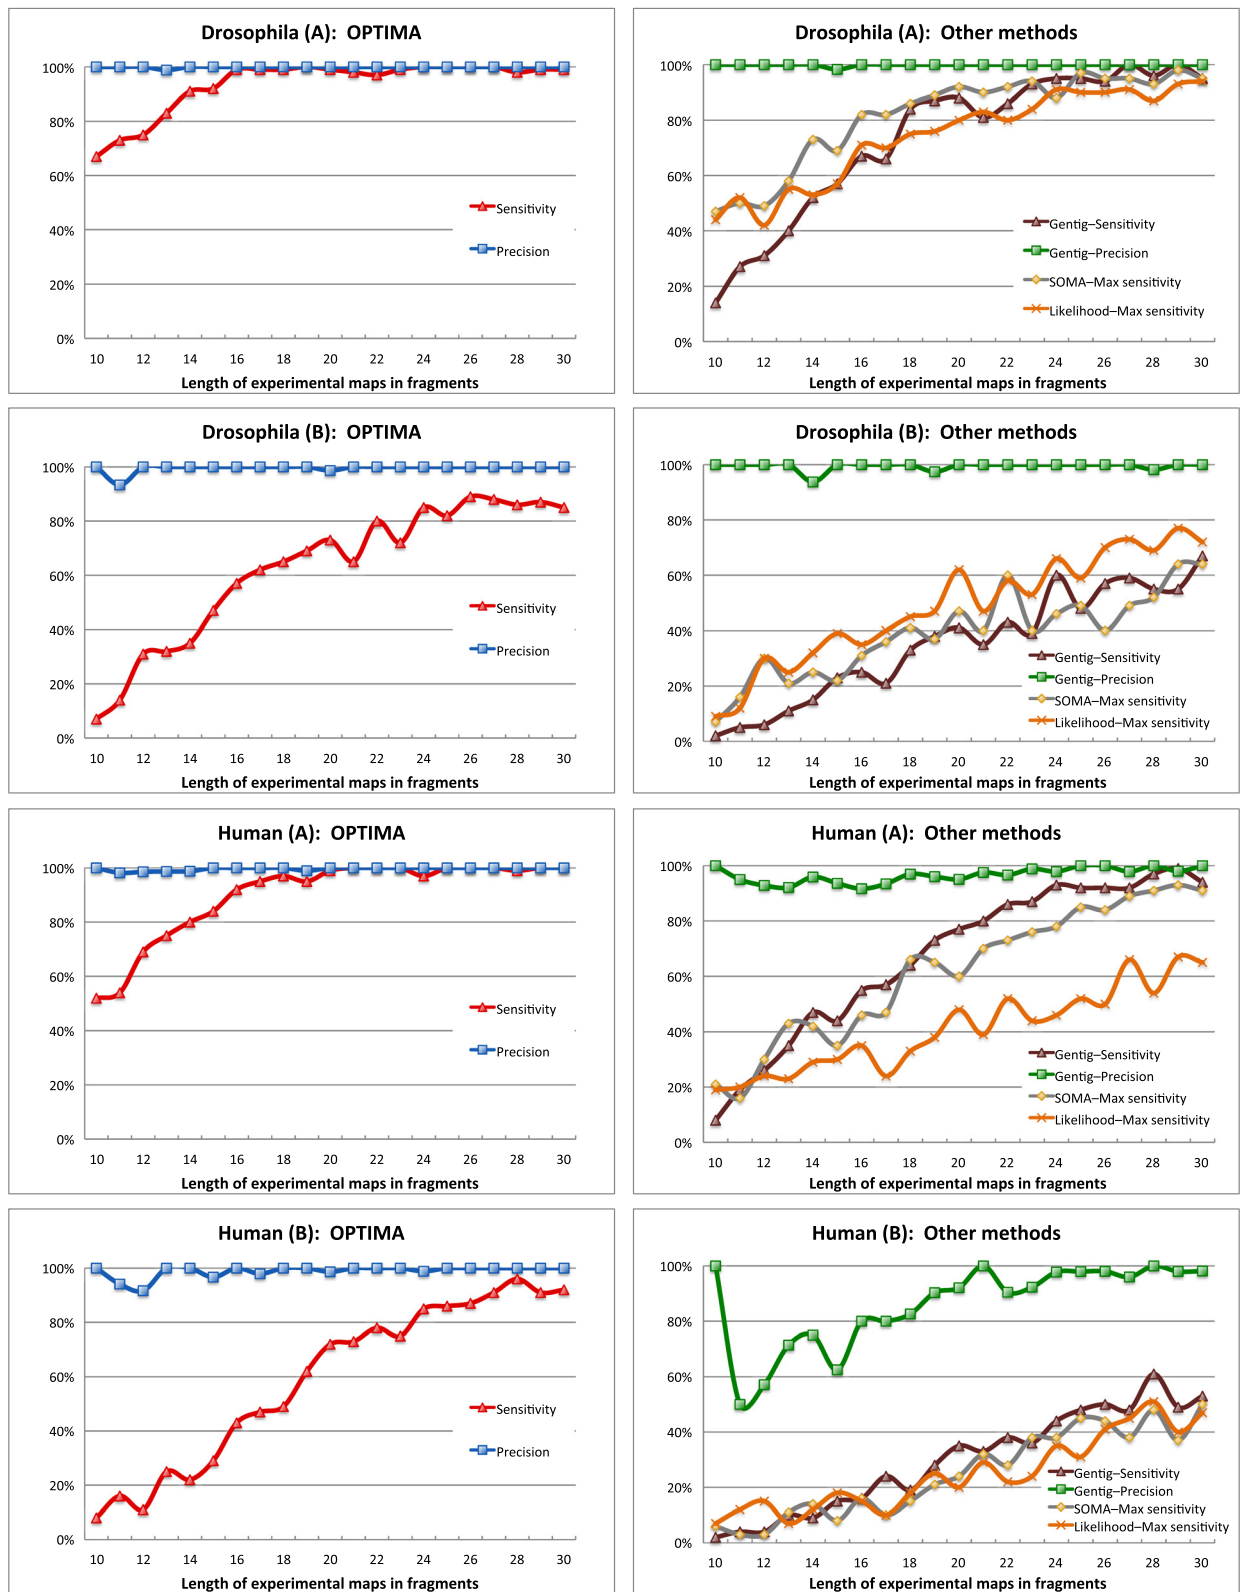 Drosophila (A): OPTIMA
100%
80%
60%
40%
20%
0%
Sensitivity
Precision
10 12 14 16 18 20 22 24 26 28 30
Length of experimental maps in fragments
Drosophila (A): Other methods
100%
80%
60%
40%
20%
0%
Gentig–Sensitivity
Gentig–Precision
SOMA–Max sensitivity
Likelihood–Max sensitivity
10 12 14 16 18 20 22 24 26 28 30
Length of experimental maps in fragments
Drosophila (B): OPTIMA
100%
80%
60%
40%
20%
0%
Sensitivity
Precision
10 12 14 16 18 20 22 24 26 28 30
Length of experimental maps in fragments
Drosophila (B): Other methods
100%
80%
60%
40%
20%
0%
Gentig–Sensitivity
Gentig–Precision
SOMA–Max sensitivity
Likelihood–Max sensitivity
10 12 14 16 18 20 22 24 26 28 30
Length of experimental maps in fragments
Human (A): OPTIMA
100%
80%
60%
40%
20%
0%
Sensitivity
Precision
10 12 14 16 18 20 22 24 26 28 30
Length of experimental maps in fragments
Human (A): Other methods
100%
80%
60%
40%
20%
0%
Gentig–Sensitivity
Gentig–Precision
SOMA–Max sensitivity
Likelihood–Max sensitivity
10 12 14 16 18 20 22 24 26 28 30
Length of experimental maps in fragments
Human (B): OPTIMA
100%
80%
60%
40%
20%
0%
Sensitivity
Precision
10 12 14 16 18 20 22 24 26 28 30
Length of experimental maps in fragments
Human (B): Other methods
100%
80%
60%
40%
20%
0%
Gentig–Sensitivity
Gentig–Precision
SOMA–Max sensitivity
Likelihood–Max sensitivity
10 12 14 16 18 20 22 24 26 28 30
Length of experimental maps in fragments